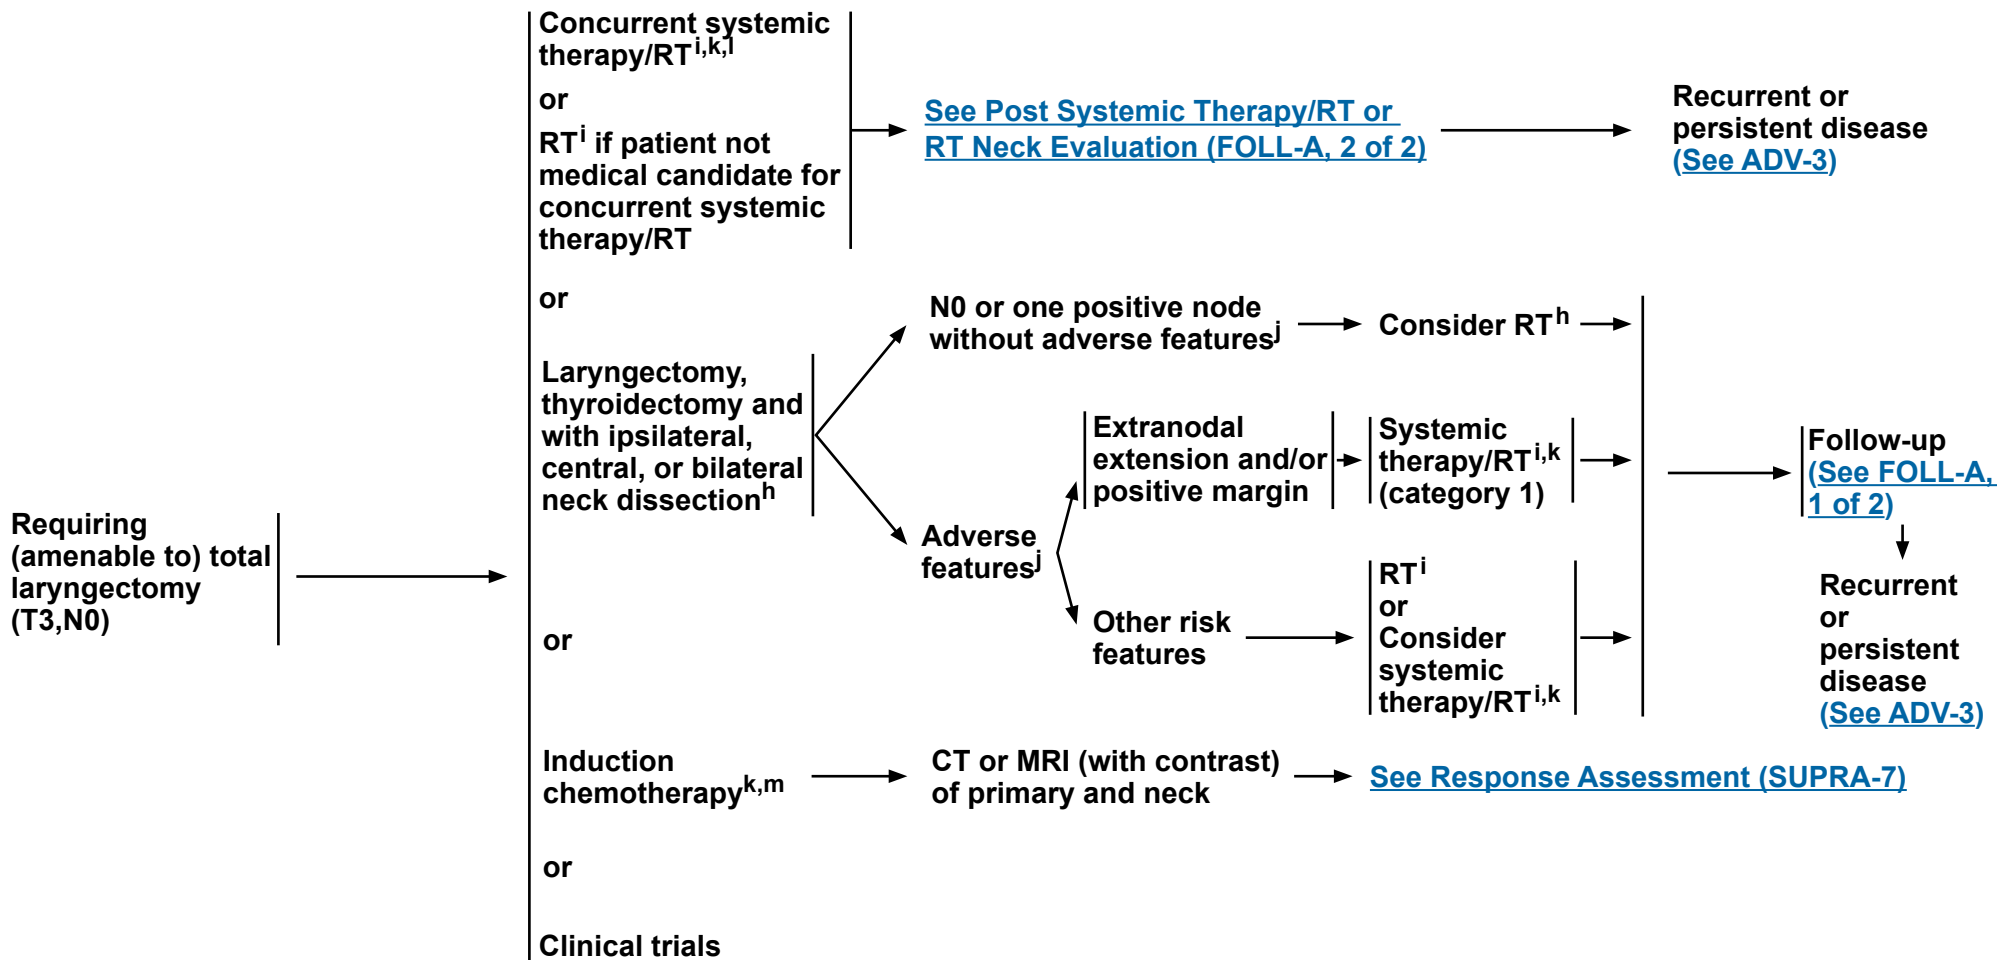 Requiring
(amenable to) total
laryngectomy
(T3,N0)
Concurrent systemic
therapy/RTi,k,l
or
RTi if patient not
medical candidate for
concurrent systemic
therapy/RT
See Post Systemic Therapy/RT or
RT Neck Evaluation (FOLL-A, 2 of 2)
Recurrent or
persistent disease
(See ADV-3)
or
Laryngectomy,
thyroidectomy and
with ipsilateral,
central, or bilateral
neck dissectionh
N0 or one positive node
without adverse featuresj
Consider RTh
Adverse
featuresj
Extranodal
extension and/or
positive margin
Systemic
therapy/RTi,k
(category 1)
Other risk
features
RTi
or
Consider
systemic
therapy/RTi,k
Follow-up
(See FOLL-A,
1 of 2)
Recurrent
or
persistent
disease
(See ADV-3)
or
Induction
chemotherapyk,m
CT or MRI (with contrast)
of primary and neck
See Response Assessment (SUPRA-7)
or
Clinical trials